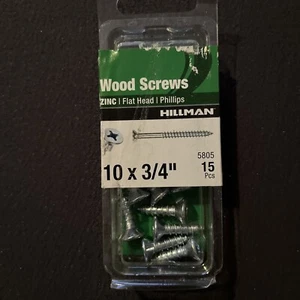 Wood Screws
ZINC | Flat Head | Phillips
HILLMAN
10 x 3/4"
5805
15
Pcs